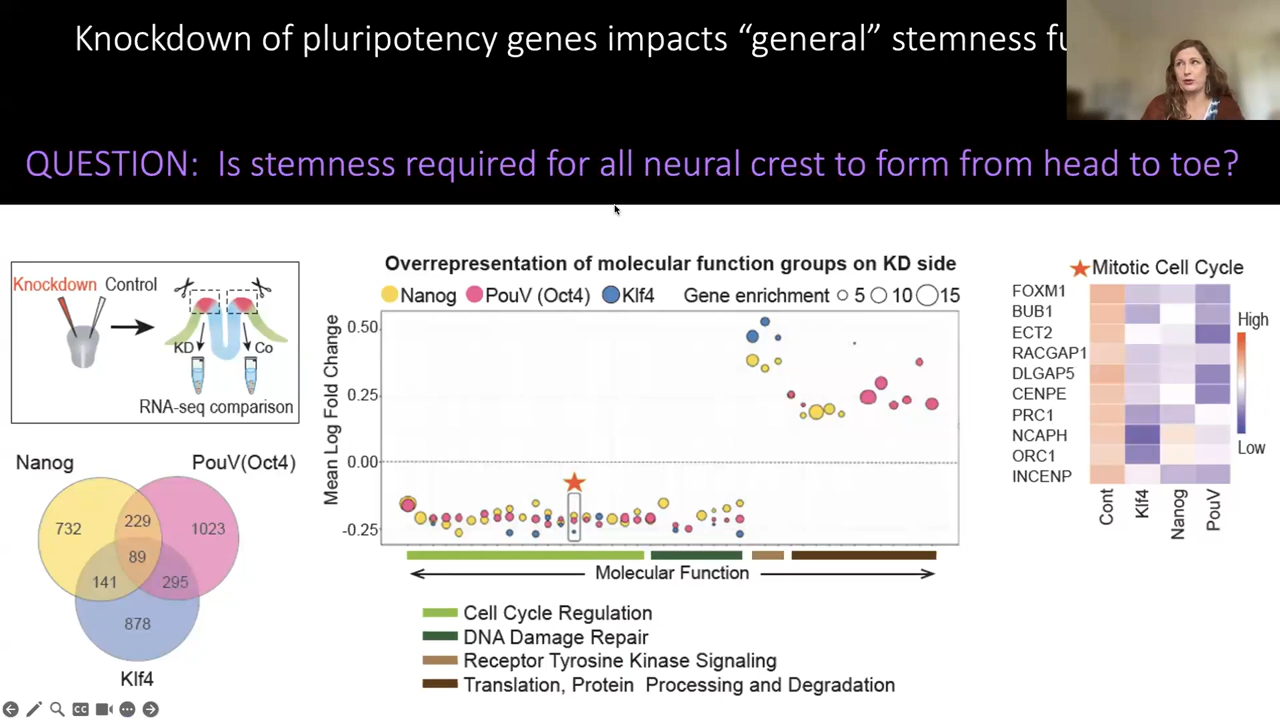 Knockdown of pluripotency genes impacts “general” stemness fu
QUESTION: Is stemness required for all neural crest to form from head to toe?
Knockdown Control
KD
Co
RNA-seq comparison
Nanog
PouV(Oct4)
732
229
1023
89
141
295
878
Klf4
Overrepresentation of molecular function groups on KD side
Nanog PouV (Oct4) Klf4 Gene enrichment 5 10 15
Mean Log Fold Change
0.50
0.25
0.00
-0.25
Molecular Function
Cell Cycle Regulation
DNA Damage Repair
Receptor Tyrosine Kinase Signaling
Translation, Protein Processing and Degradation
Mitotic Cell Cycle
FOXM1
BUB1
ECT2
RACGAP1
DLGAP5
CENPE
PRC1
NCAPH
ORC1
INCENP
Cont
Klf4
Nanog
PouV
High
Low
CC